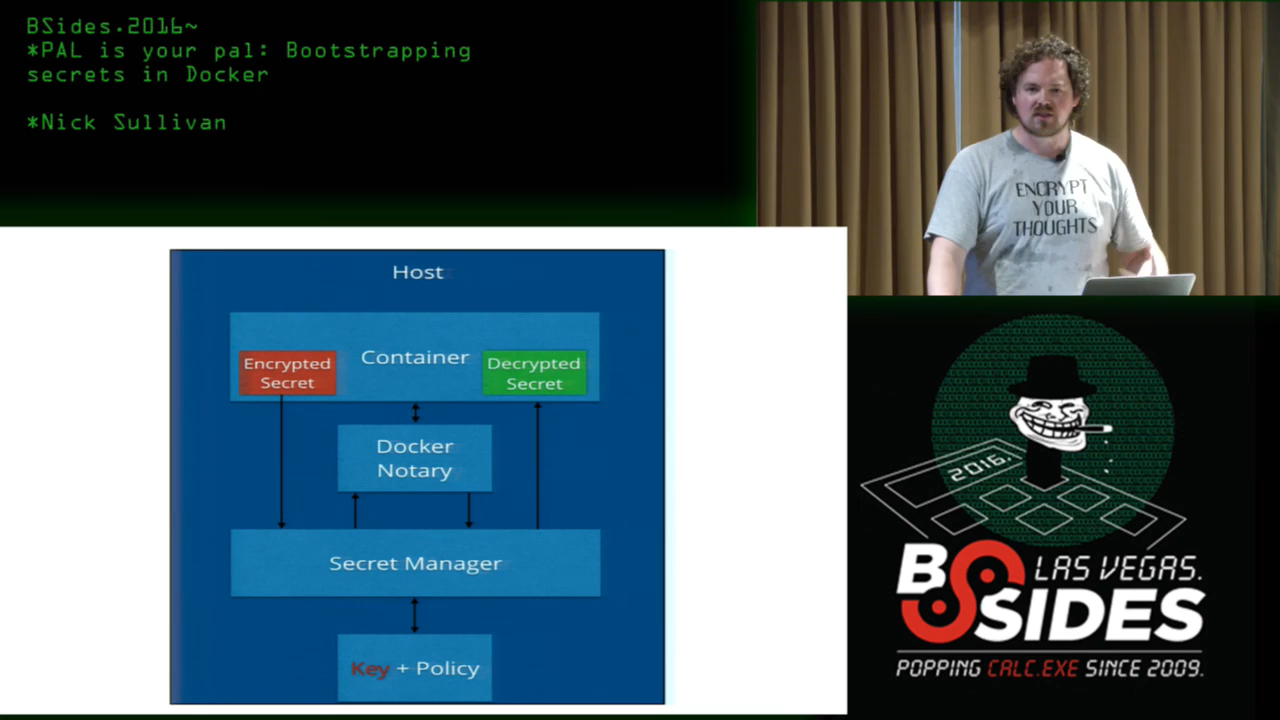 BSides.2016~
*PAL is your pal: Bootstrapping
secrets in Docker
*Nick Sullivan
ENCRYPT
YOUR
THOUGHTS
Host
Container
Encrypted
Secret
Decrypted
Secret
Docker
Notary
Secret Manager
Key + Policy
2016.
BSIDES
LAS VEGAS.
POPPING CALC.EXE SINCE 2009.